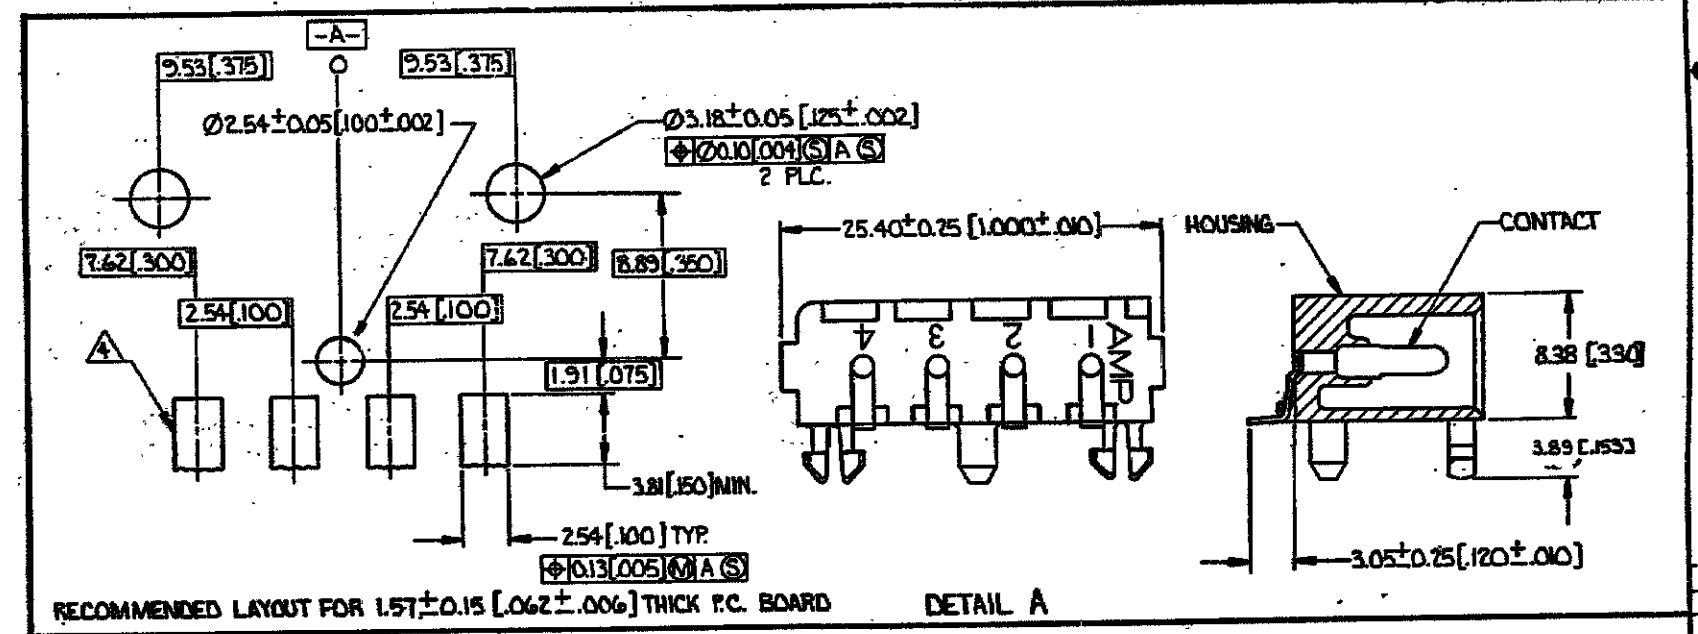 -A-
9.53[.375]
9.53[.375]
Ø2.54±0.05[.100±.002]
Ø3.18±0.05 [.125±.002]
⌖ Ø0.10[.004]Ⓢ A Ⓢ
2 PLC.
7.62[.300]
7.62[.300]
8.89[.350]
2.54[.100]
2.54 [.100]
4
1.91 [.075]
3.81[.150]MIN.
2.54[.100] TYP.
⌖ 0.13[.005]Ⓜ A Ⓢ
RECOMMENDED LAYOUT FOR 1.57±0.15 [.062±.006] THICK P.C. BOARD
25.40±0.25 [1.000±.010]
4 3 2 1
AMP
DETAIL A
HOUSING
CONTACT
8.38 [.330]
3.89 [.153]
3.05±0.25[.120±.010]